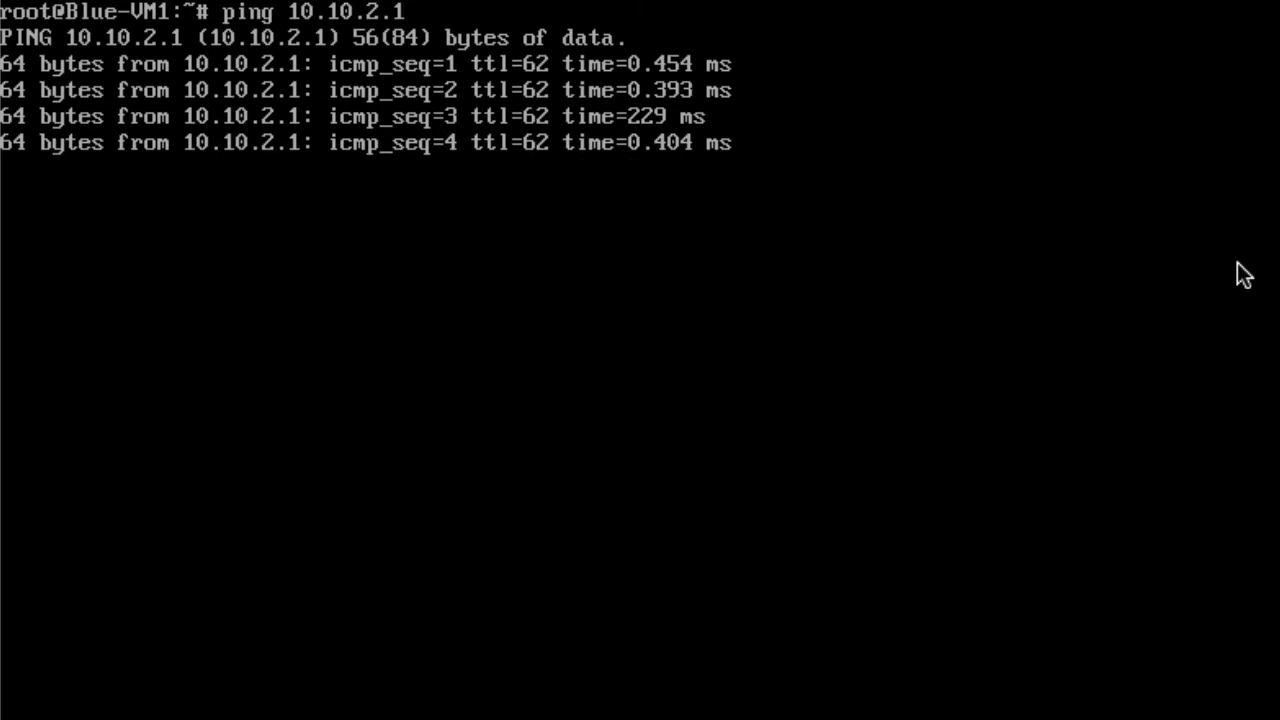 root@Blue-VM1:~# ping 10.10.2.1
PING 10.10.2.1 (10.10.2.1) 56(84) bytes of data.
64 bytes from 10.10.2.1: icmp_seq=1 ttl=62 time=0.454 ms
64 bytes from 10.10.2.1: icmp_seq=2 ttl=62 time=0.393 ms
64 bytes from 10.10.2.1: icmp_seq=3 ttl=62 time=229 ms
64 bytes from 10.10.2.1: icmp_seq=4 ttl=62 time=0.404 ms